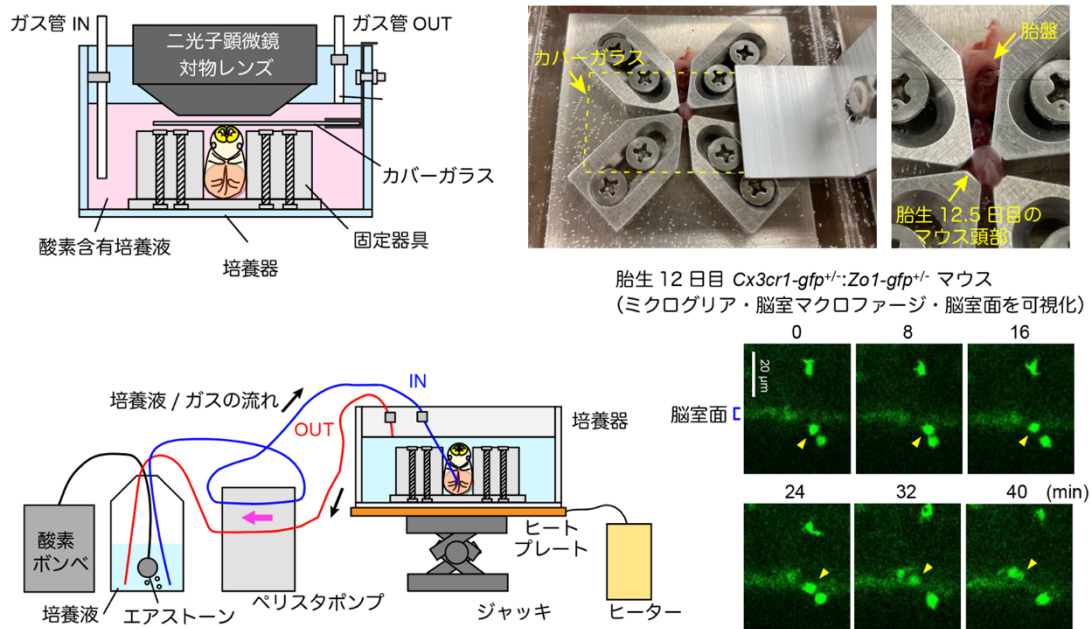 ガス管 IN
ガス管 OUT
二光子顕微鏡
対物レンズ
カバーガラス
酸素含有培養液
固定器具
培養器
カバーガラス
胎盤
胎生 12.5 日目の
マウス頭部
胎生 12 日目 Cx3cr1-gfp+/-:Zo1-gfp+/- マウス
(ミクログリア・脳室マクロファージ・脳室面を可視化)
0
8
16
20 µm
脳室面
24
32
40
(min)
培養液 / ガスの流れ
IN
OUT
培養器
酸素
ボンベ
培養液
エアストーン
ペリスタポンプ
ヒート
プレート
ジャッキ
ヒーター